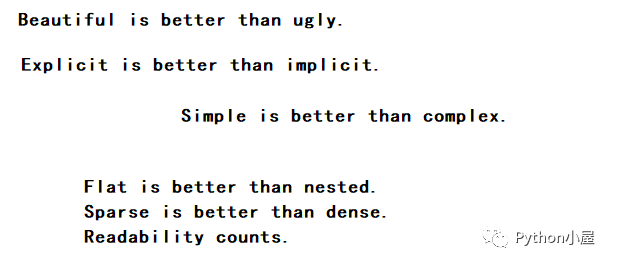 Beautiful is better than ugly.
Explicit is better than implicit.
Simple is better than complex.
Flat is better than nested.
Sparse is better than dense.
Readability counts.
Python小屋